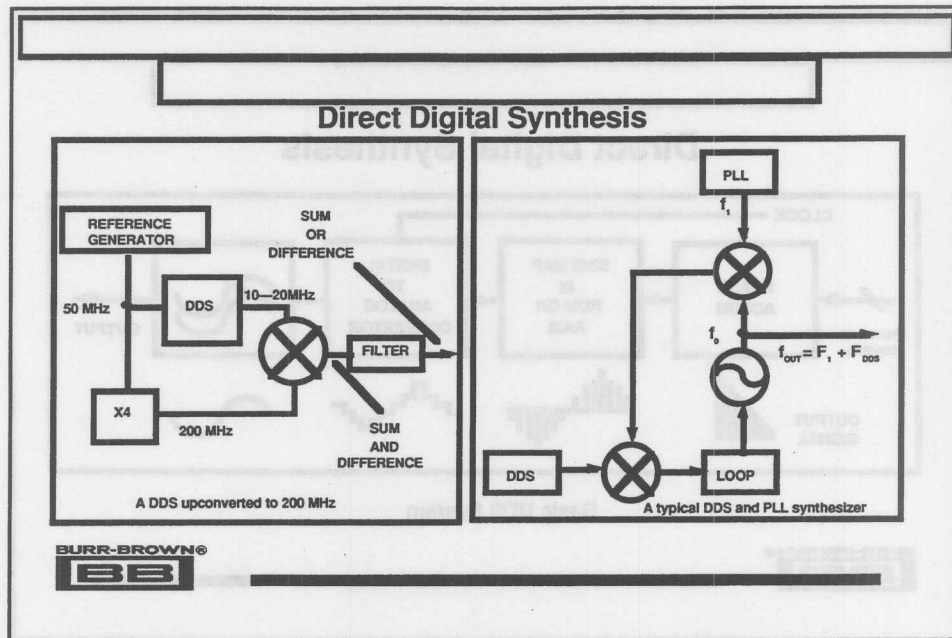 Direct Digital Synthesis
REFERENCE
GENERATOR
50 MHz
DDS
10—20MHz
SUM
OR
DIFFERENCE
FILTER
X4
200 MHz
SUM
AND
DIFFERENCE
A DDS upconverted to 200 MHz
PLL
f₁
f₀
fOUT = F₁ + FDDS
DDS
LOOP
A typical DDS and PLL synthesizer
BURR-BROWN®
BB